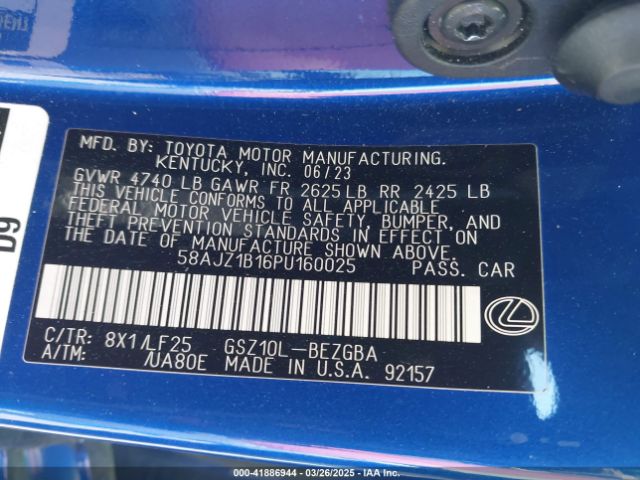 MFD. BY: TOYOTA MOTOR MANUFACTURING.
KENTUCKY, INC. 06/23
GVWR 4740 LB GAWR FR 2625 LB RR 2425 LB
THIS VEHICLE CONFORMS TO ALL APPLICABLE
FEDERAL MOTOR VEHICLE SAFETY, BUMPER, AND
THEFT PREVENTION STANDARDS IN EFFECT ON
THE DATE OF MANUFACTURE SHOWN ABOVE.
58AJZ1B16PU160025 PASS. CAR
C/TR: 8X1/LF25 GSZ10L-BEZGBA
A/TM: /UA80E MADE IN U.S.A. 92157
D9
00-41886944 | 03/26/2025 - IAA Inc.